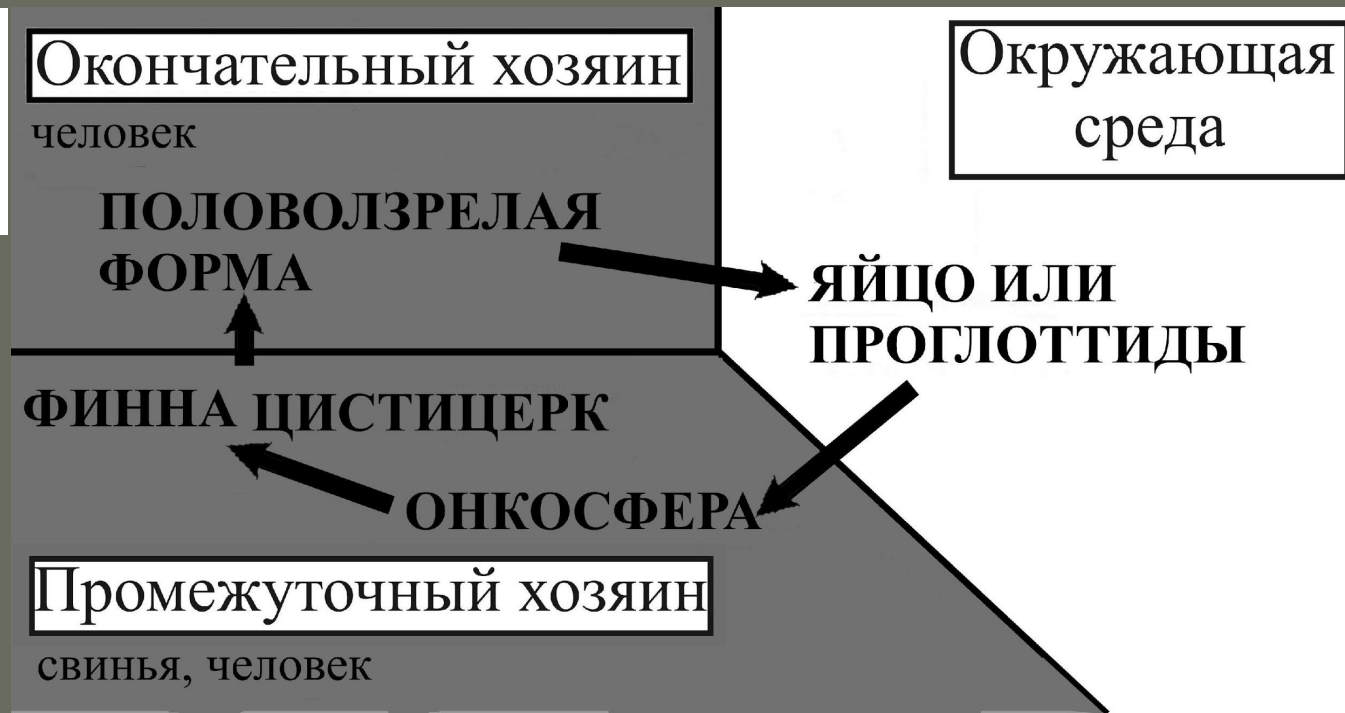 Окончательный хозяин
человек
Окружающая
среда
ПОЛОВОЛЗРЕЛАЯ
ФОРМА
ЯЙЦО ИЛИ
ПРОГЛОТТИДЫ
ФИННА ЦИСТИЦЕРК
ОНКОСФЕРА
Промежуточный хозяин
свинья, человек